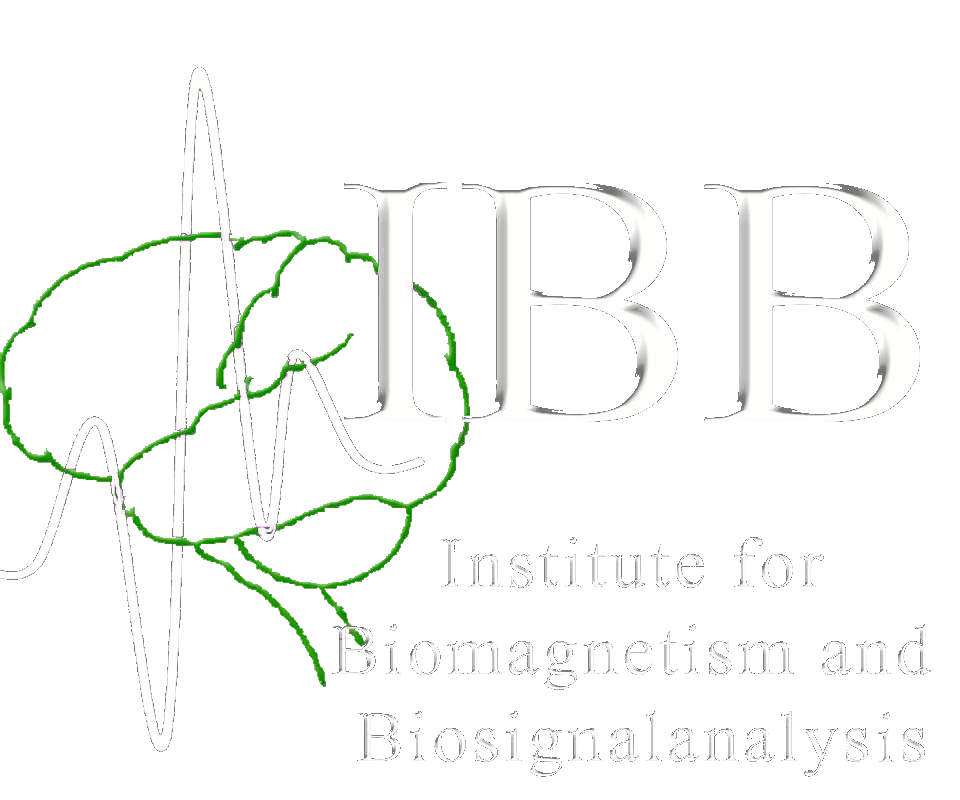 IBB
Institute for
Biomagnetism and
Biosignalanalysis